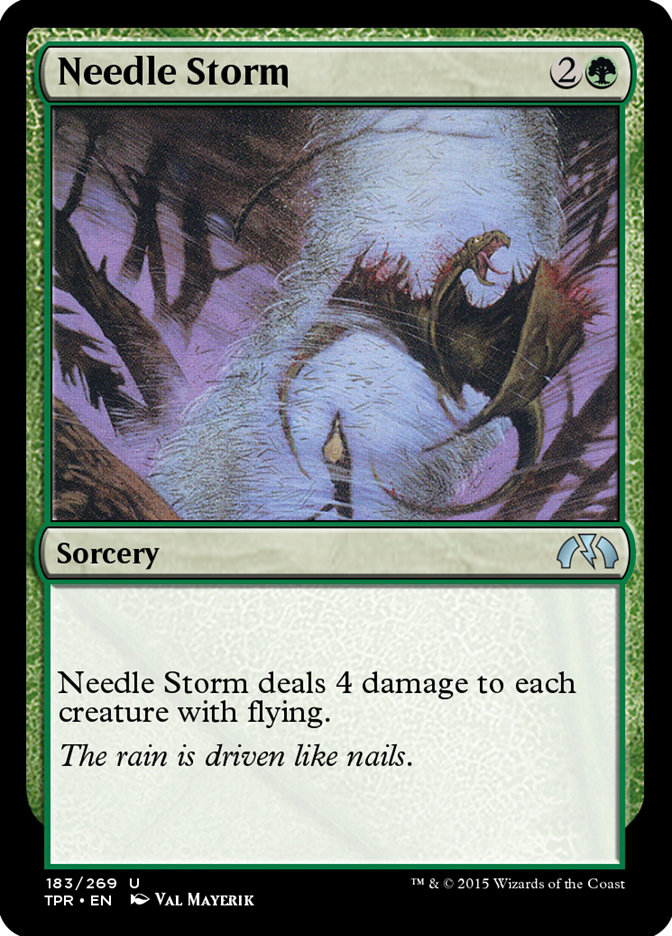 Needle Storm 2
Sorcery
Needle Storm deals 4 damage to each
creature with flying.
The rain is driven like nails.
183/269 U
TPR • EN Val Mayerik
™ & © 2015 Wizards of the Coast